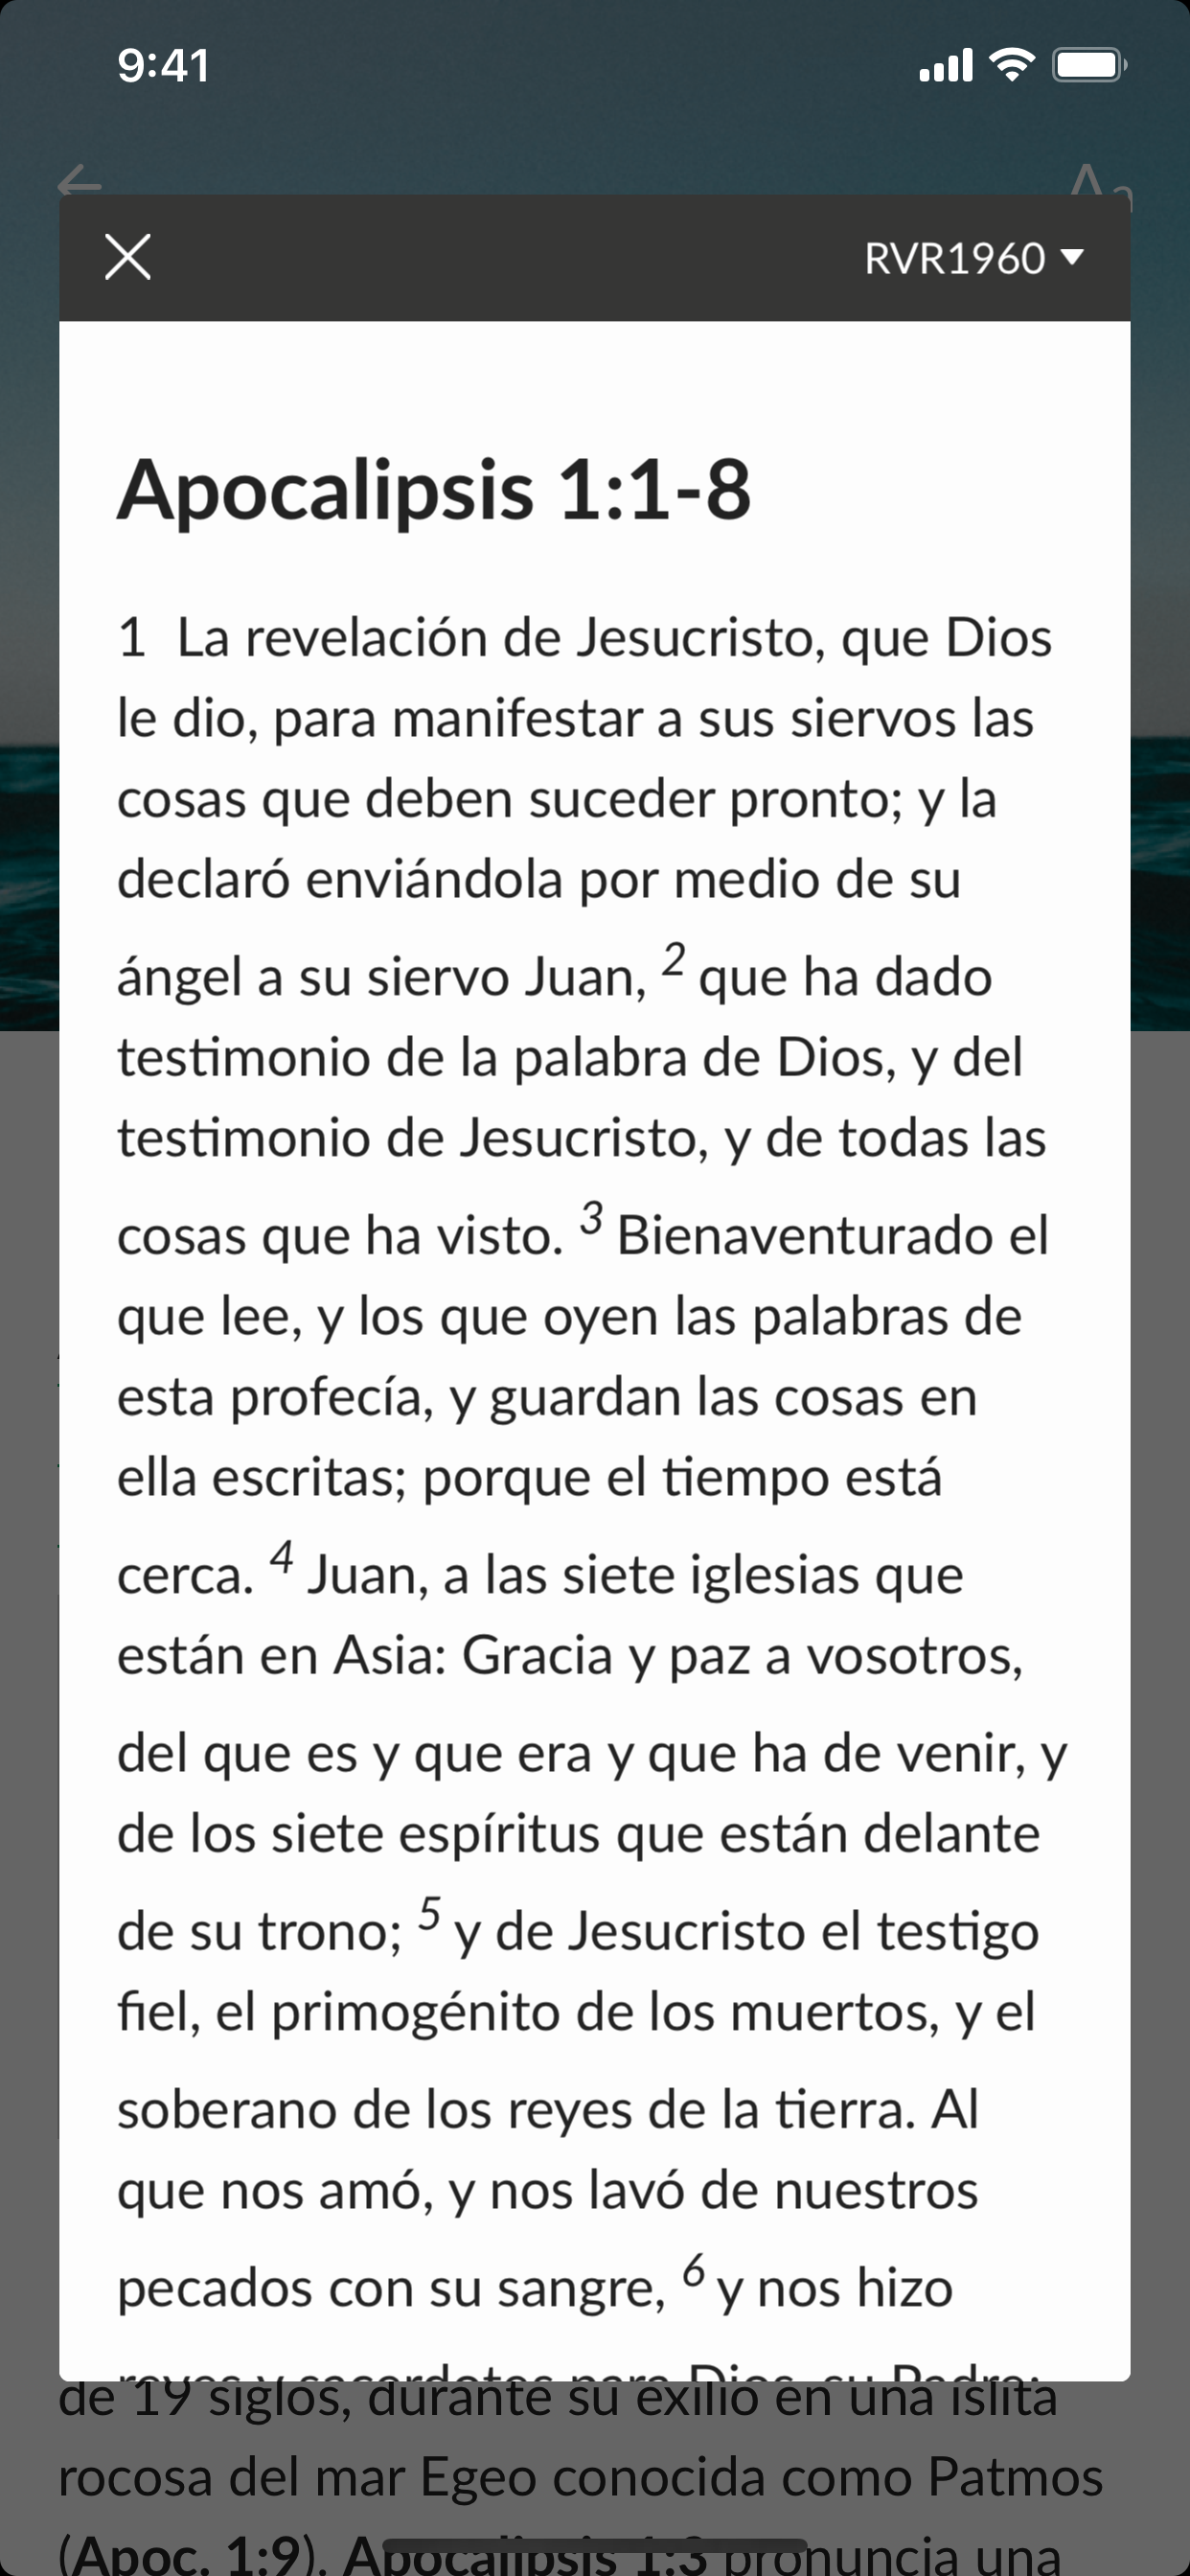 9:41
RVR1960
Apocalipsis 1:1-8
1 La revelación de Jesucristo, que Dios
le dio, para manifestar a sus siervos las
cosas que deben suceder pronto; y la
declaró enviándola por medio de su
ángel a su siervo Juan, 2 que ha dado
testimonio de la palabra de Dios, y del
testimonio de Jesucristo, y de todas las
cosas que ha visto. 3 Bienaventurado el
que lee, y los que oyen las palabras de
esta profecía, y guardan las cosas en
ella escritas; porque el tiempo está
cerca. 4 Juan, a las siete iglesias que
están en Asia: Gracia y paz a vosotros,
del que es y que era y que ha de venir, y
de los siete espíritus que están delante
de su trono; 5 y de Jesucristo el testigo
fiel, el primogénito de los muertos, y el
soberano de los reyes de la tierra. Al
que nos amó, y nos lavó de nuestros
pecados con su sangre, 6 y nos hizo
reyes y sacerdotes para Dios, su Padre;
de 19 siglos, durante su exilio en una islita
rocosa del mar Egeo conocida como Patmos
(Apoc. 1:9). Apocalipsis 1:3 pronuncia una